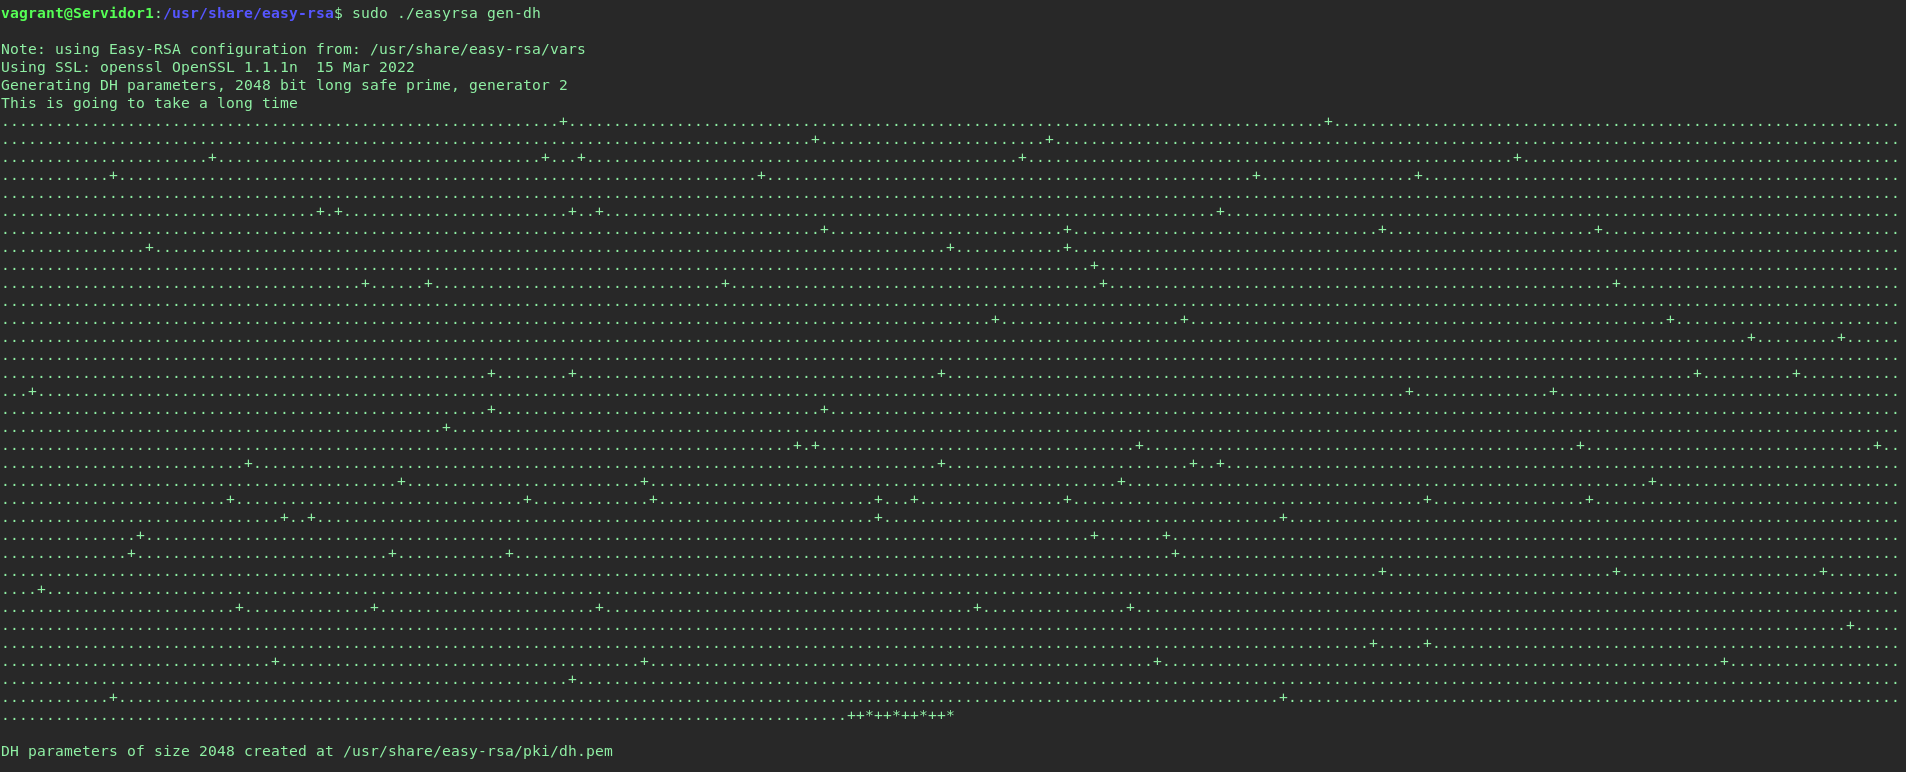 vagrant@Servidor1:/usr/share/easy-rsa$ sudo ./easyrsa gen-dh
Note: using Easy-RSA configuration from: /usr/share/easy-rsa/vars
Using SSL: openssl OpenSSL 1.1.1n  15 Mar 2022
Generating DH parameters, 2048 bit long safe prime, generator 2
This is going to take a long time
++*++*++*++*
DH parameters of size 2048 created at /usr/share/easy-rsa/pki/dh.pem